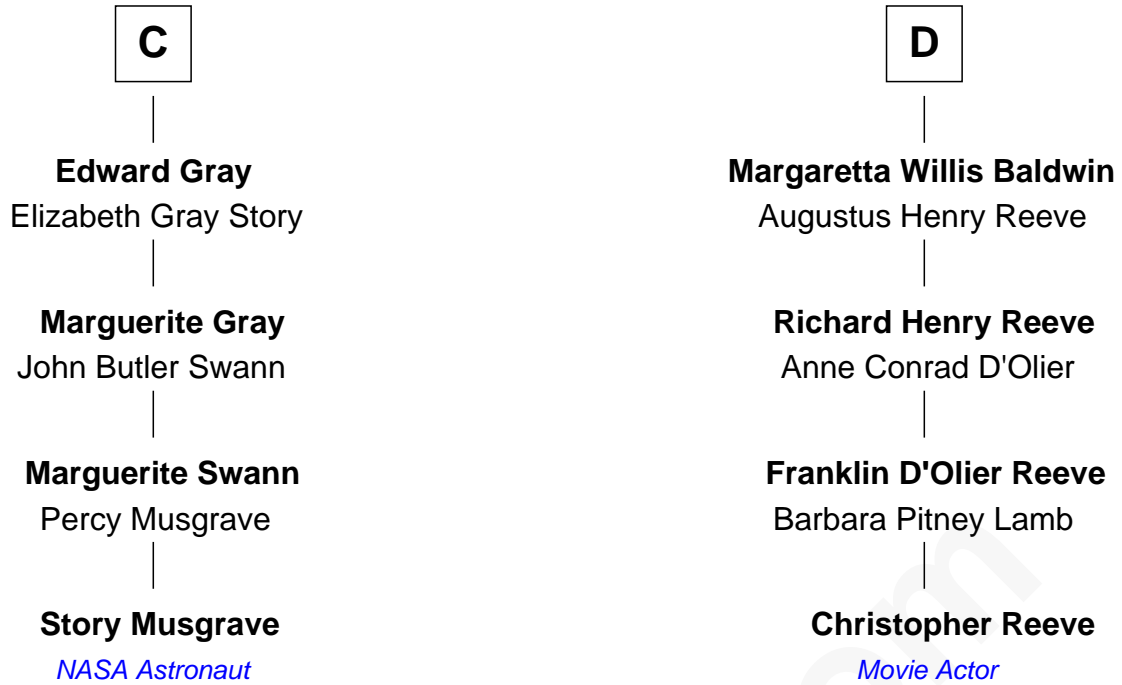 C
Edward Gray
Elizabeth Gray Story
Marguerite Gray
John Butler Swann
Marguerite Swann
Percy Musgrave
Story Musgrave
NASA Astronaut
D
Margaretta Willis Baldwin
Augustus Henry Reeve
Richard Henry Reeve
Anne Conrad D'Olier
Franklin D'Olier Reeve
Barbara Pitney Lamb
Christopher Reeve
Movie Actor